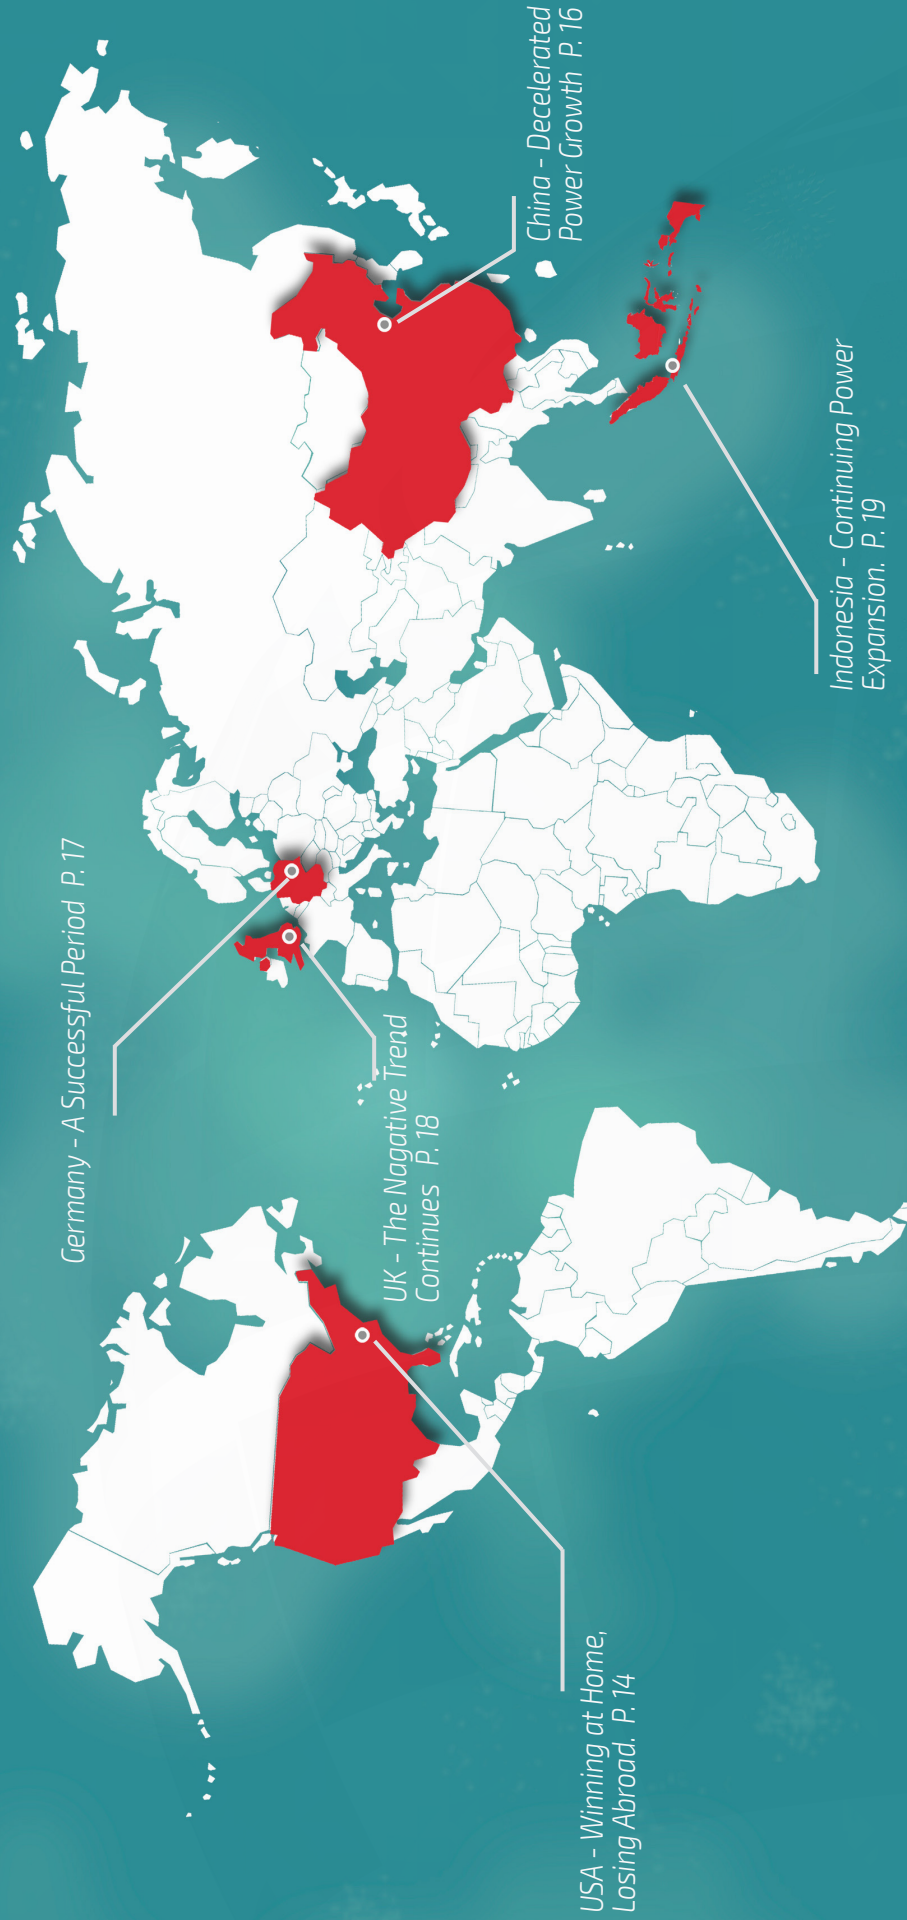 Germany - A Successful Period P. 17
UK - The Nagative Trend
Continues P. 18
USA - Winning at Home,
Losing Abroad. P. 14
China - Decelerated
Power Growth P. 16
Indonesia - Continuing Power
Expansion. P. 19